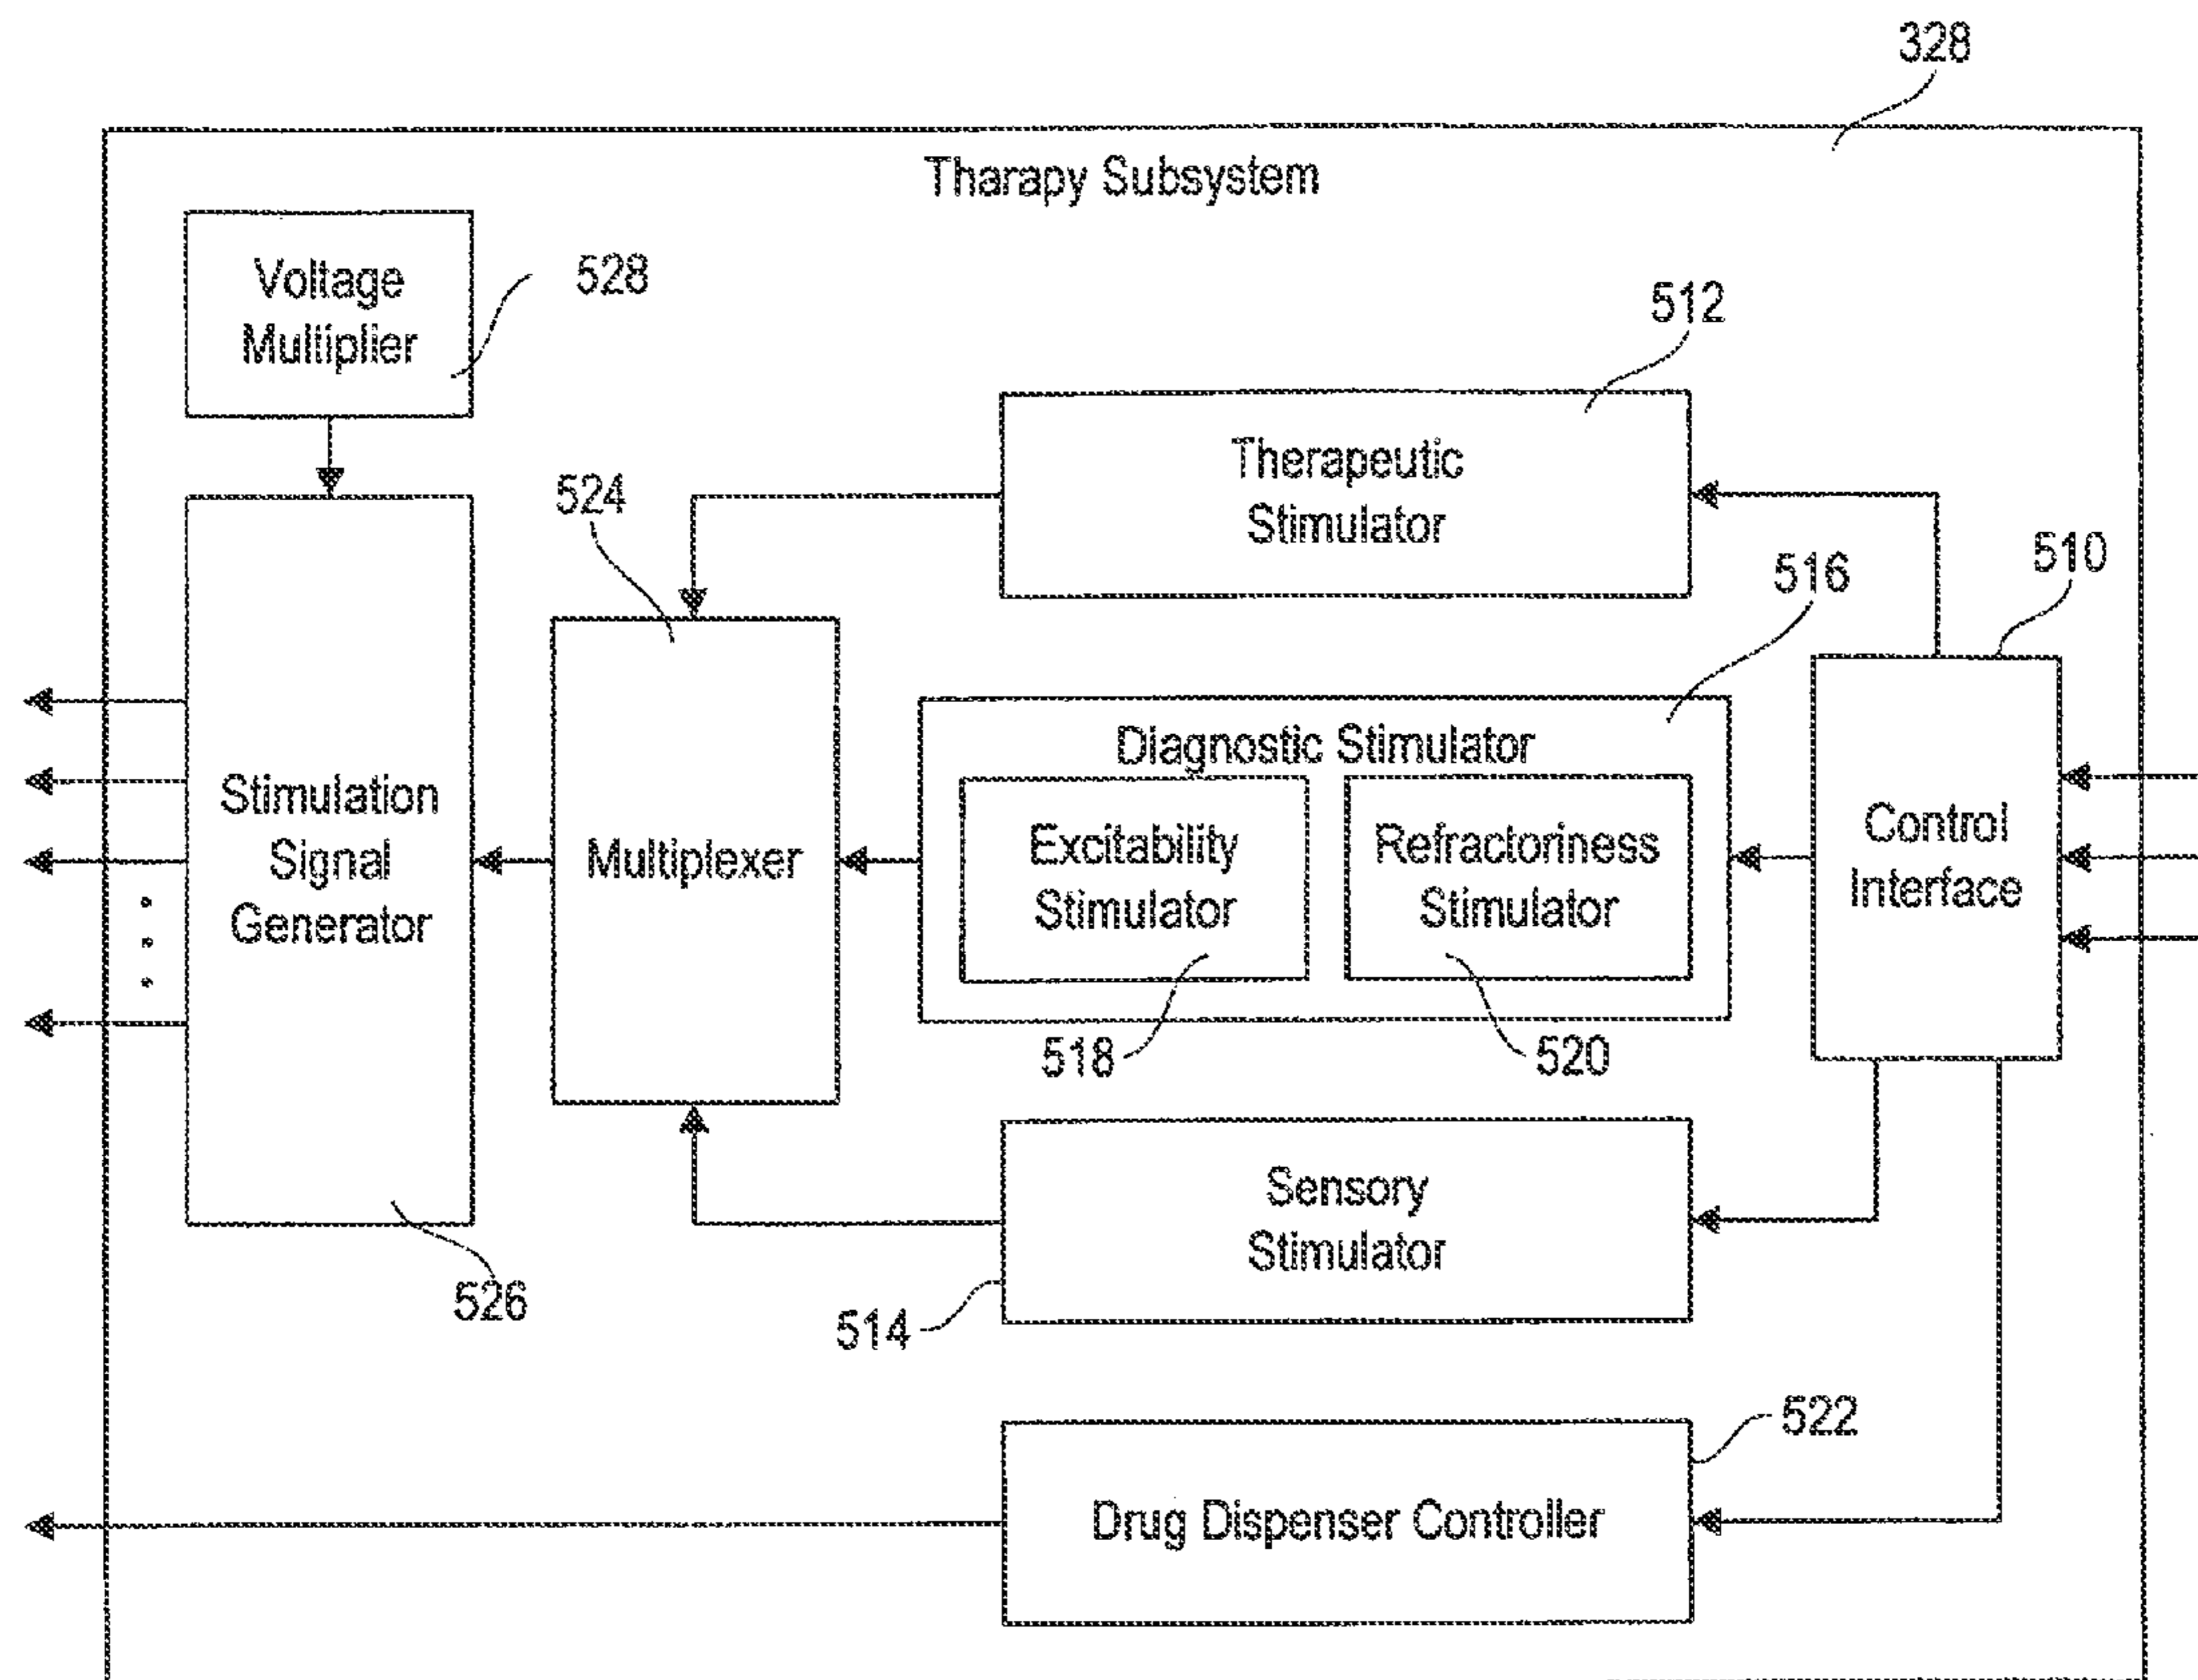 328
Tharapy Subsystem
Voltage
Multiplier
528
512
Therapeutic
Stimulator
524
516
510
Stimulation
Signal
Generator
Multiplexer
Diagnostic Stimulator
Excitability
Stimulator
Refractoriness
Stimulator
Control
Interface
518
520
526
Sensory
Stimulator
514
522
Drug Dispenser Controller